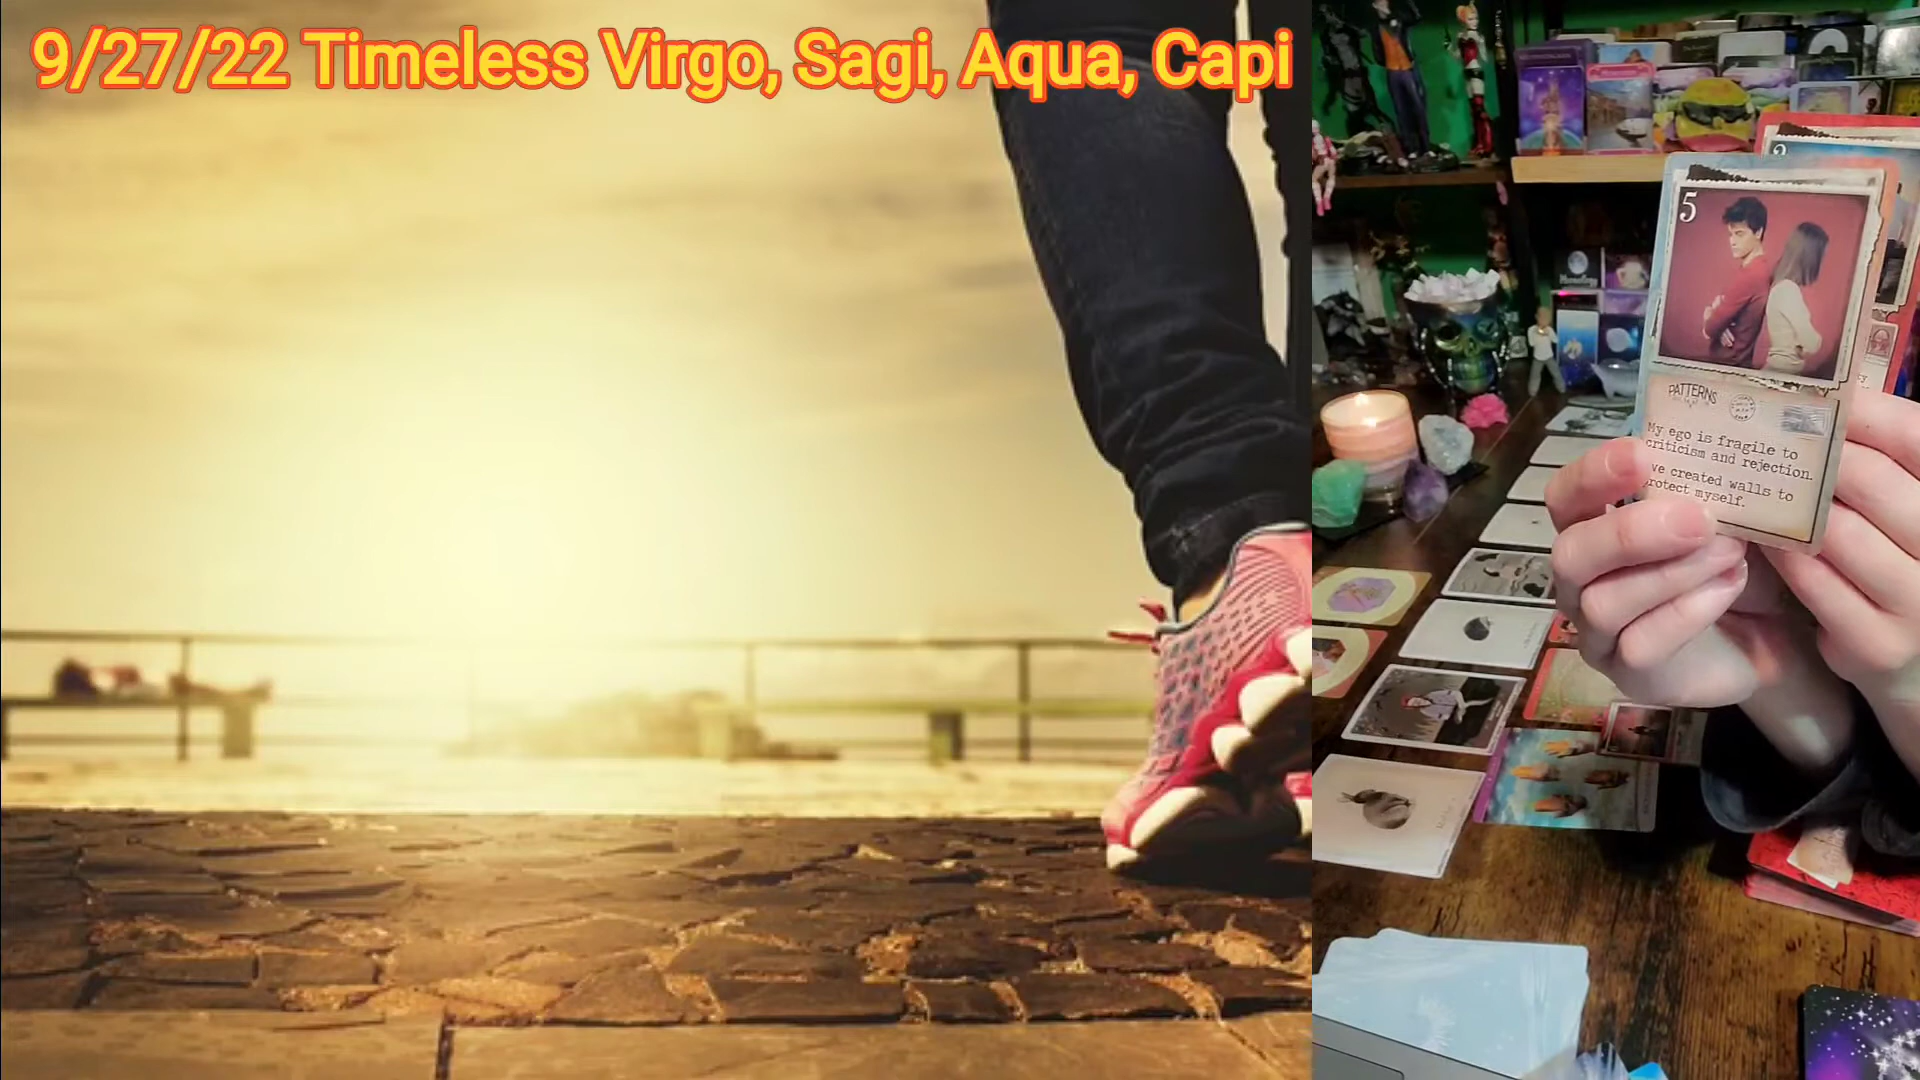 9/27/22 Timeless Virgo, Sagi, Aqua, Capi
5
PATTERNS
My ego is fragile to
criticism and rejection.
ve created walls to
protect myself.